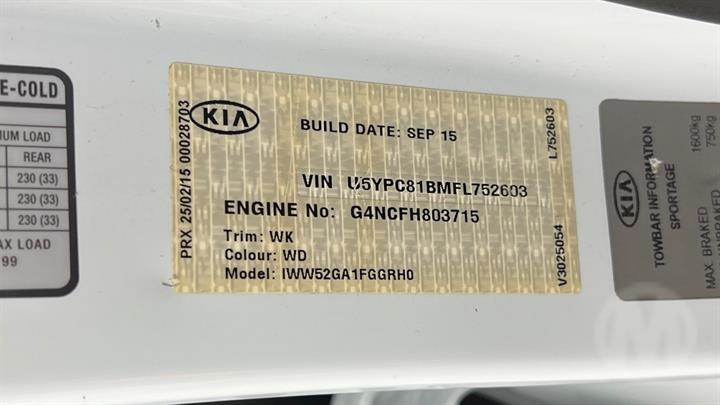 E-COLD
UM LOAD
REAR
230 (33)
230 (33)
230 (33)
AX LOAD
99
PRX 25/02/15 00028703
KIA
BUILD DATE: SEP 15
VIN U5YPC81BMFL752603
ENGINE No: G4NCFH803715
Trim: WK
Colour: WD
Model: IWW52GA1FGGRH0
L752603
V3025054
KIA
TOWBAR INFORMATION
SPORTAGE
MAX. BRAKED 1600kg
750kg
M